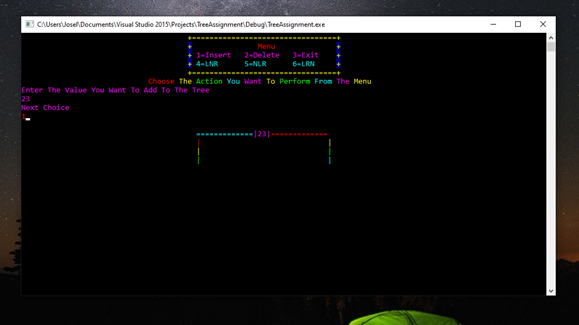 C:\Users\Josel\Documents\Visual Studio 2015\Projects\TreeAssignment\Debug\TreeAssignment.exe
+=================================+
+ Menu +
+ 1=Insert 2=Delete 3=Exit +
+ 4=LNR 5=NLR 6=LRN +
+=================================+
Choose The Action You Want To Perform From The Menu
Enter The Value You Want To Add To The Tree
23
Next Choice
=============|23|=============
| |
| |
| |